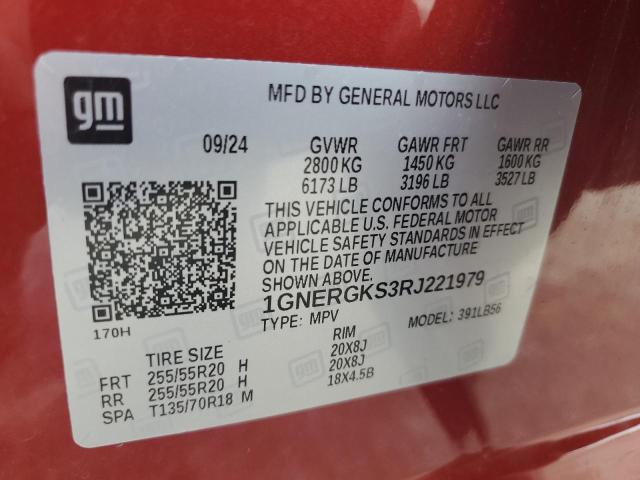 gm
MFD BY GENERAL MOTORS LLC
09/24 GVWR GAWR FRT GAWR RR
2800 KG 1450 KG 1600 KG
6173 LB 3196 LB 3527 LB
THIS VEHICLE CONFORMS TO ALL
APPLICABLE U.S. FEDERAL MOTOR
VEHICLE SAFETY STANDARDS IN EFFECT
ON THE DATE OF MANUFACTURE
SHOWN ABOVE.
1GNERGKS3RJ221979
170H TYPE: MPV MODEL: 391LB56
TIRE SIZE RIM
FRT 255/55R20 H 20X8J
RR 255/55R20 H 20X8J
SPA T135/70R18 M 18X4.5B